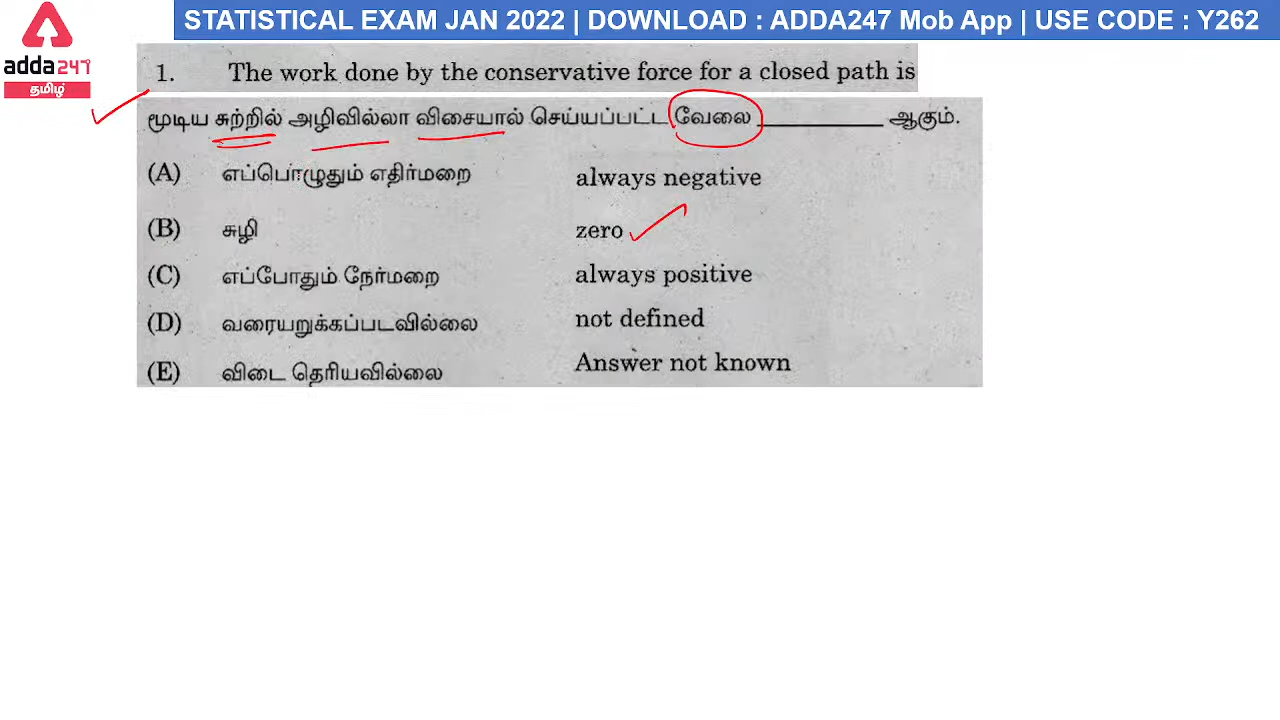 STATISTICAL EXAM JAN 2022 | DOWNLOAD : ADDA247 Mob App | USE CODE : Y262
adda247
தமிழ்
1. The work done by the conservative force for a closed path is
மூடிய சுற்றில் அழிவில்லா விசையால் செய்யப்பட்ட வேலை __________ ஆகும்.
(A) எப்பொழுதும் எதிர்மறை always negative
(B) சுழி zero
(C) எப்போதும் நேர்மறை always positive
(D) வரையறுக்கப்படவில்லை not defined
(E) விடை தெரியவில்லை Answer not known